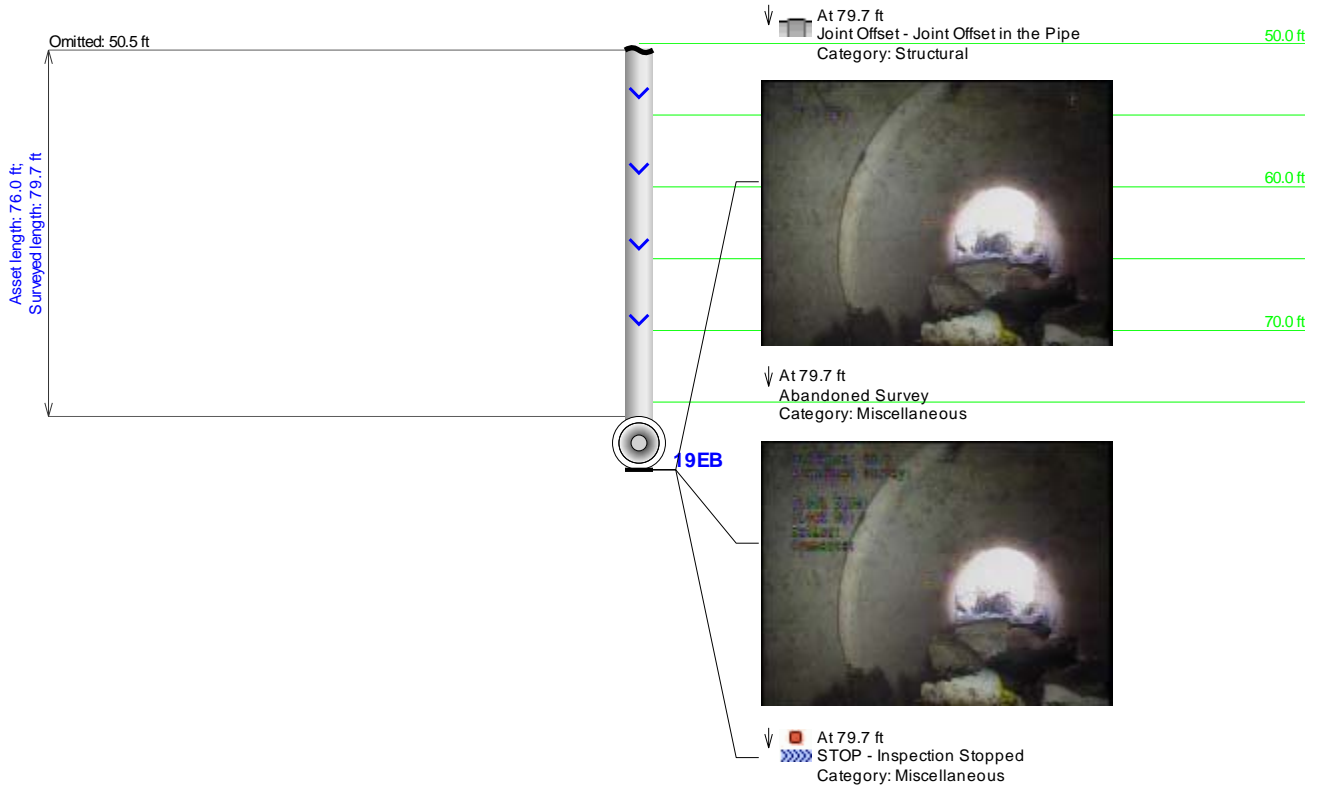 At 79.7 ft
Joint Offset - Joint Offset in the Pipe
Category: Structural
Omitted: 50.5 ft
50.0 ft
Asset length: 76.0 ft;
Surveyed length: 79.7 ft
60.0 ft
70.0 ft
At 79.7 ft
Abandoned Survey
Category: Miscellaneous
19EB
At 79.7 ft
STOP - Inspection Stopped
Category: Miscellaneous